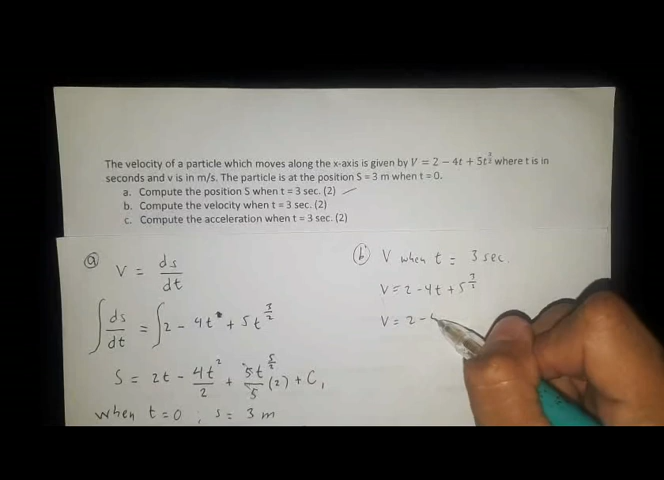 The velocity of a particle which moves along the x-axis is given by V = 2 – 4t + 5t^(3/2) where t is in
seconds and v is in m/s. The particle is at the position S = 3 m when t = 0.
a. Compute the position S when t = 3 sec. (2)
b. Compute the velocity when t = 3 sec. (2)
c. Compute the acceleration when t = 3 sec. (2)
ⓐ V = ds/dt
∫ ds/dt = ∫ 2 - 4t + 5t^(3/2)
S = 2t - 4t²/2 + 5t^(5/2)/5 (2) + C₁
when t = 0 ; s = 3 m
ⓑ V when t = 3 sec.
V = 2 - 4t + 5^(3/2)
V = 2 -